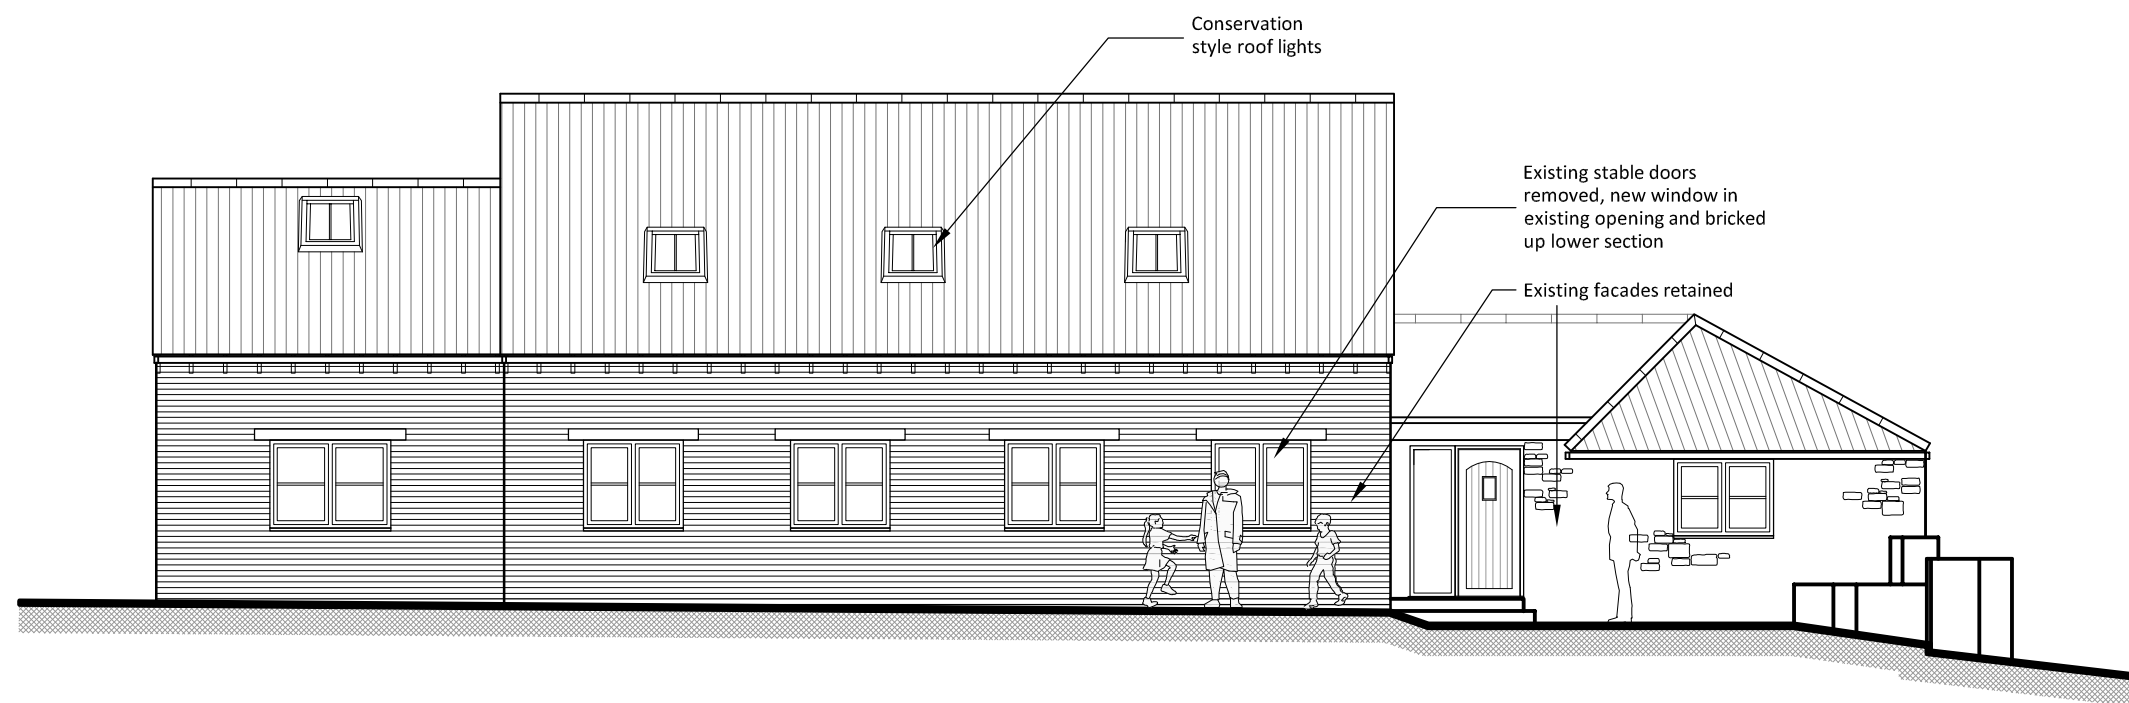 Conservation
style roof lights
Existing stable doors
removed, new window in
existing opening and bricked
up lower section
Existing facades retained